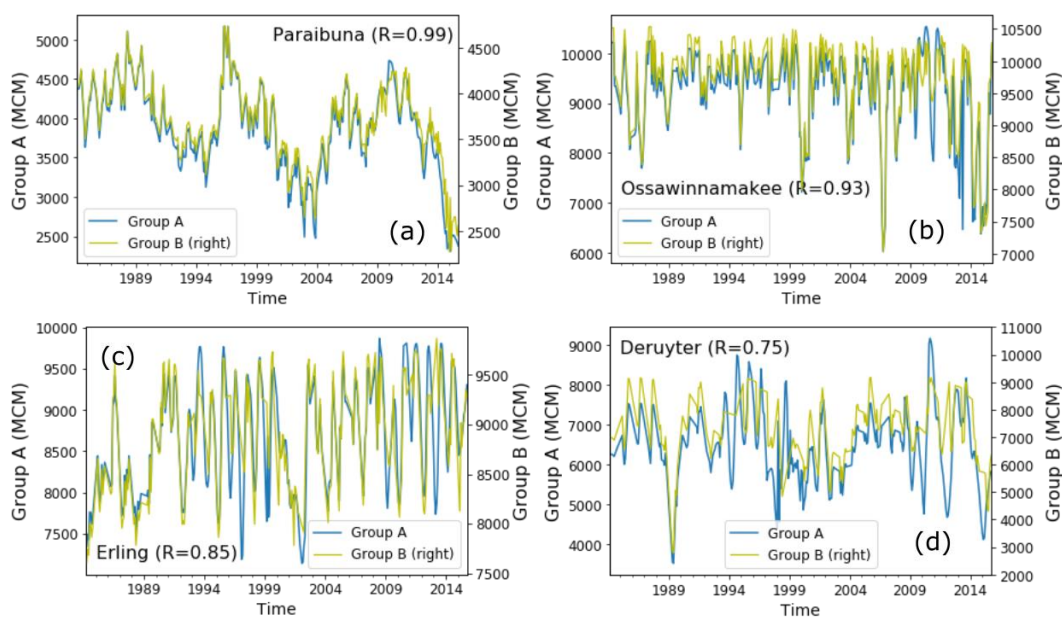 Paraibuna (R=0.99)
5000
4500
4000
3500
3000
2500
4500
4000
3500
3000
2500
Group A (MCM)
Group B (MCM)
Group A
Group B (right)
(a)
1989
1994
1999
2004
2009
2014
Time
10000
9000
8000
7000
6000
10500
10000
9500
9000
8500
8000
7500
7000
Group A (MCM)
Group B (MCM)
Ossawinnamakee (R=0.93)
Group A
Group B (right)
(b)
1989
1994
1999
2004
2009
2014
Time
(c)
10000
9500
9000
8500
8000
7500
9500
9000
8500
8000
7500
Group A (MCM)
Group B (MCM)
Erling (R=0.85)
Group A
Group B (right)
1989
1994
1999
2004
2009
2014
Time
Deruyter (R=0.75)
9000
8000
7000
6000
5000
4000
11000
10000
9000
8000
7000
6000
5000
4000
3000
2000
Group A (MCM)
Group B (MCM)
Group A
Group B (right)
(d)
1989
1994
1999
2004
2009
2014
Time